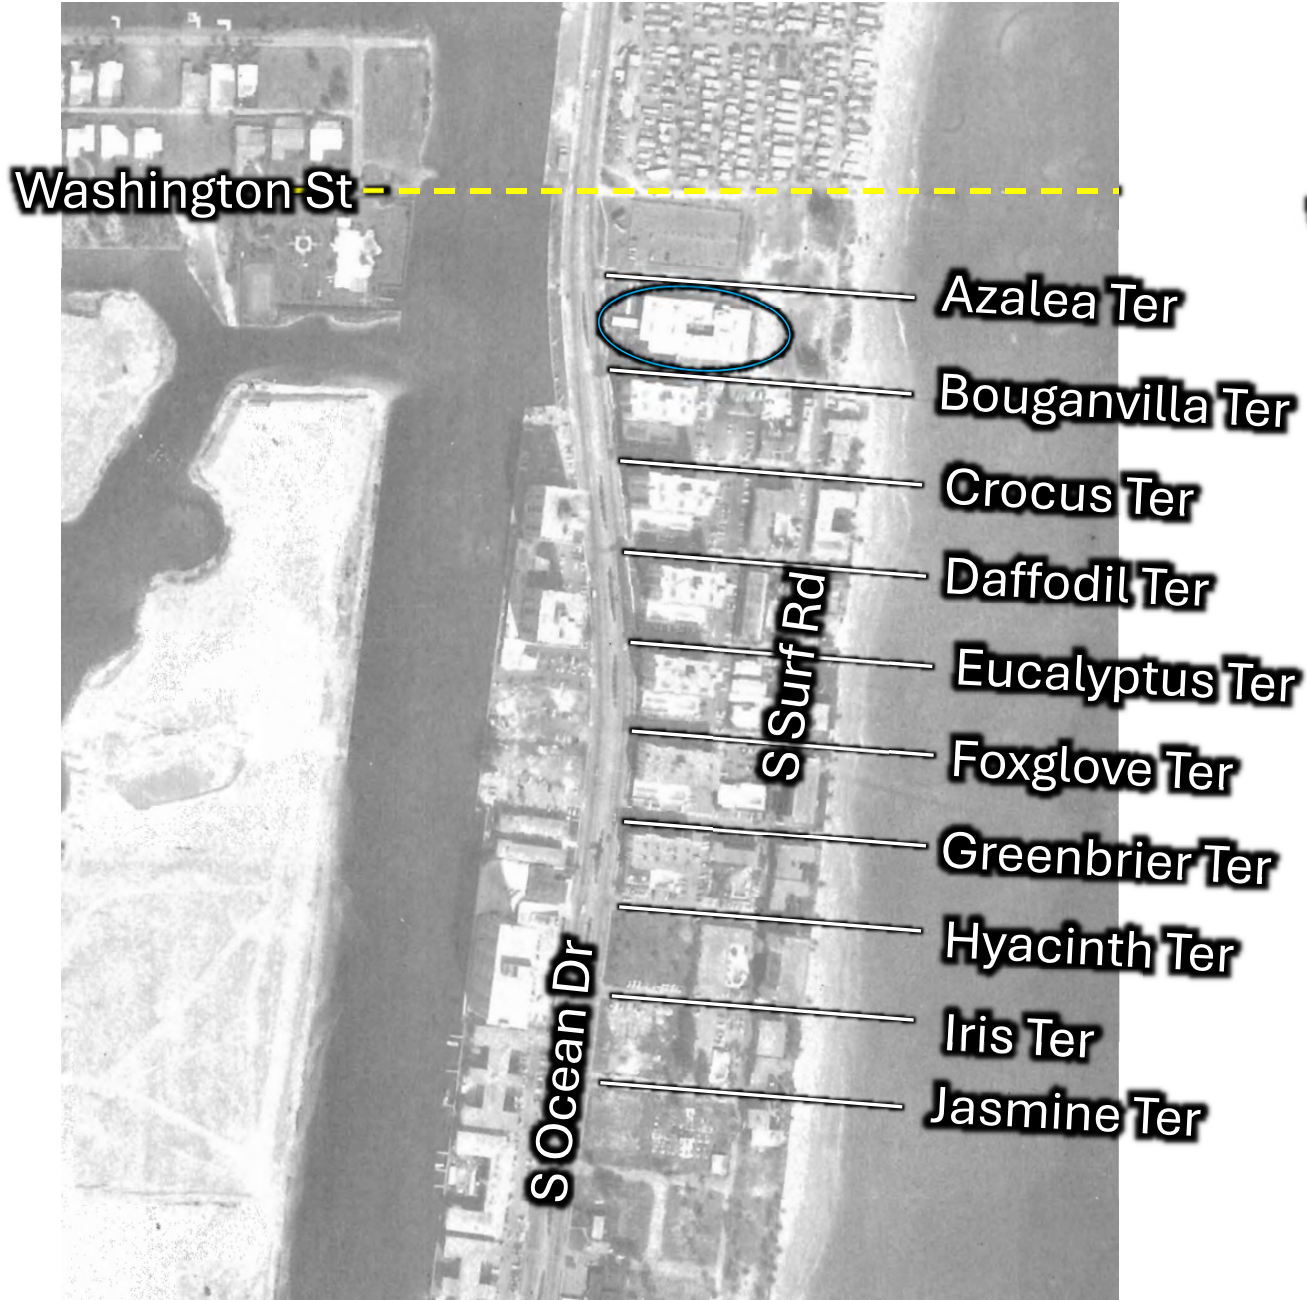 Washington St
Azalea Ter
Bouganvilla Ter
Crocus Ter
Daffodil Ter
S Surf Rd
Eucalyptus Ter
Foxglove Ter
Greenbrier Ter
Hyacinth Ter
S Ocean Dr
Iris Ter
Jasmine Ter